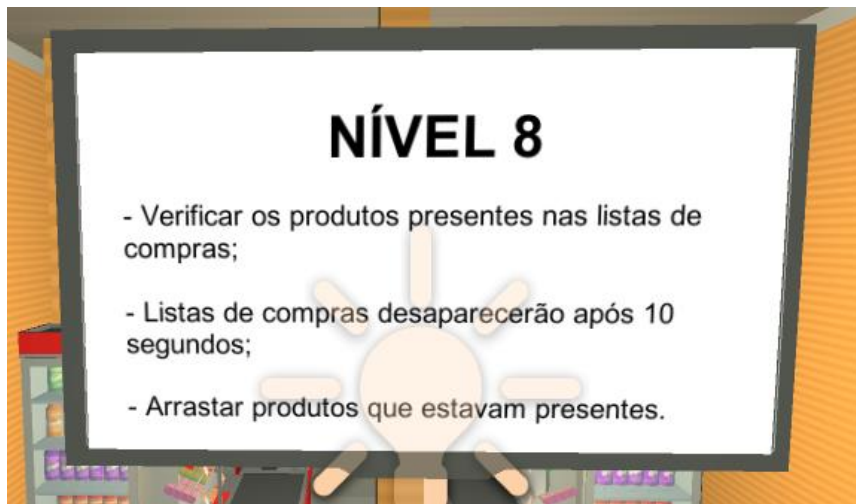 NÍVEL 8
- Verificar os produtos presentes nas listas de
compras;
- Listas de compras desaparecerão após 10
segundos;
- Arrastar produtos que estavam presentes.